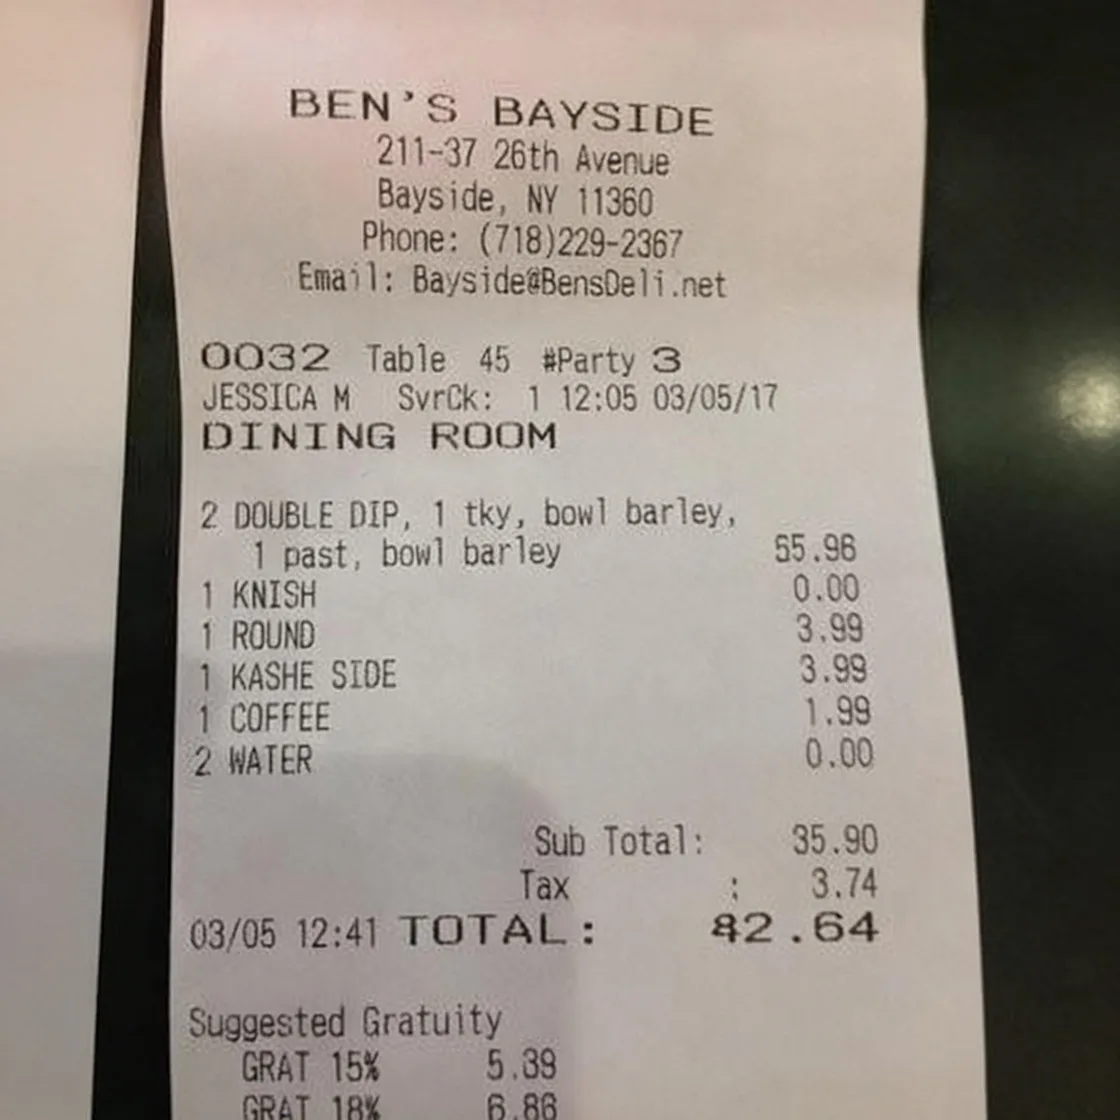 BEN'S BAYSIDE
211-37 26th Avenue
Bayside, NY 11360
Phone: (718)229-2367
Email: Bayside@BensDeli.net
0032 Table 45 #Party 3
JESSICA M SvrCk: 1 12:05 03/05/17
DINING ROOM
2 DOUBLE DIP, 1 tky, bowl barley,
1 past, bowl barley 55.96
1 KNISH 0.00
1 ROUND 3.99
1 KASHE SIDE 3.99
1 COFFEE 1.99
2 WATER 0.00
Sub Total: 35.90
Tax : 3.74
03/05 12:41 TOTAL: 82.64
Suggested Gratuity
GRAT 15% 5.39
GRAT 18% 6.86